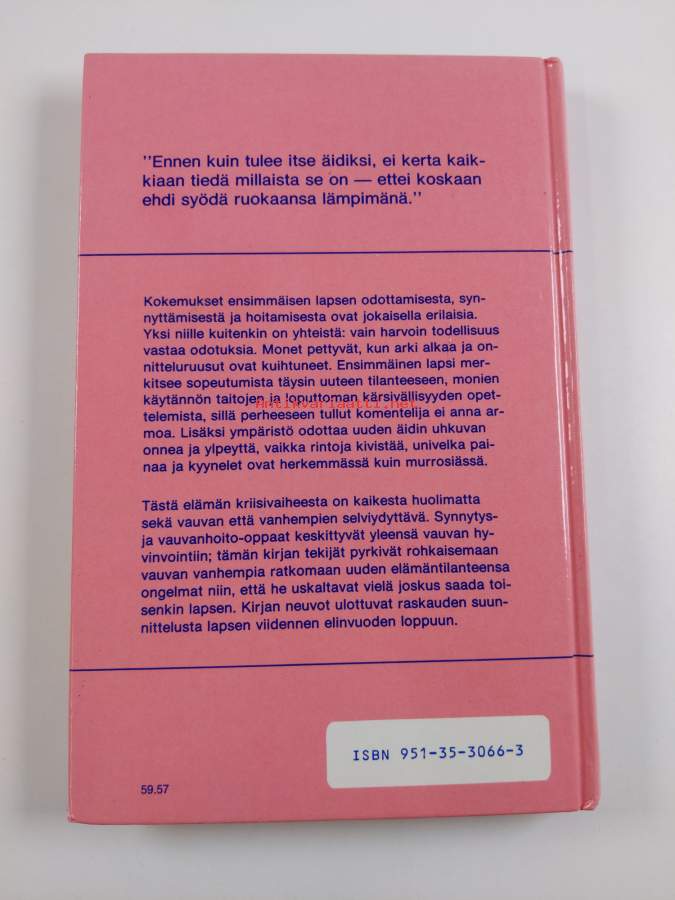 ''Ennen kuin tulee itse äidiksi, ei kerta kaik-
kiaan tiedä millaista se on — ettei koskaan
ehdi syödä ruokaansa lämpimänä.''
Kokemukset ensimmäisen lapsen odottamisesta, syn-
nyttämisestä ja hoitamisesta ovat jokaisella erilaisia.
Yksi niille kuitenkin on yhteistä: vain harvoin todellisuus
vastaa odotuksia. Monet pettyvät, kun arki alkaa ja on-
nitteluruusut ovat kuihtuneet. Ensimmäinen lapsi mer-
kitsee sopeutumista täysin uuteen tilanteeseen, monien
käytännön taitojen ja loputtoman kärsivällisyyden opet-
Antikvariaatti.net
telemista, sillä perheeseen tullut komentelija ei anna ar-
moa. Lisäksi ympäristö odottaa uuden äidin uhkuvan
onnea ja ylpeyttä, vaikka rintoja kivistää, univelka pai-
naa ja kyynelet ovat herkemmässä kuin murrosiässä.
Tästä elämän kriisivaiheesta on kaikesta huolimatta
sekä vauvan että vanhempien selviydyttävä. Synnytys-
ja vauvanhoito-oppaat keskittyvät yleensä vauvan hy-
vinvointiin; tämän kirjan tekijät pyrkivät rohkaisemaan
vauvan vanhempia ratkomaan uuden elämäntilanteensa
ongelmat niin, että he uskaltavat vielä joskus saada toi-
senkin lapsen. Kirjan neuvot ulottuvat raskauden suun-
nittelusta lapsen viidennen elinvuoden loppuun.
ISBN 951-35-3066-3
59.57